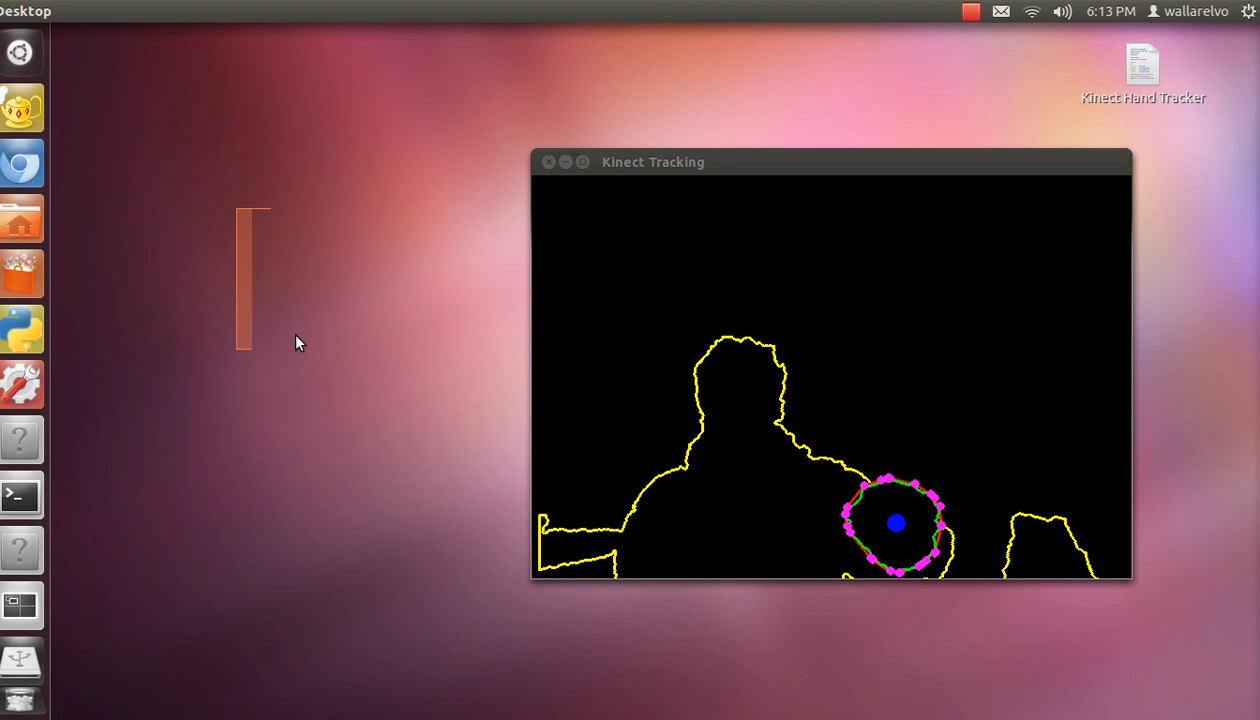 Desktop
6:13 PM
wallarelvo
Kinect Hand Tracker
Kinect Tracking